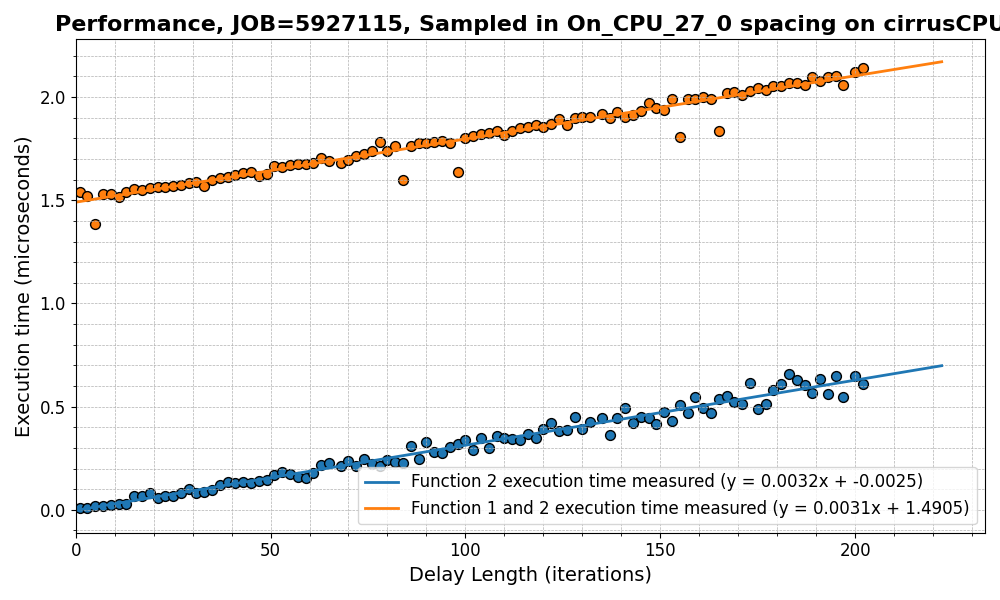 Performance, JOB=5927115, Sampled in On_CPU_27_0 spacing on cirrusCPU
2.0
1.5
1.0
0.5
0.0
Execution time (microseconds)
Function 2 execution time measured (y = 0.0032x + -0.0025)
Function 1 and 2 execution time measured (y = 0.0031x + 1.4905)
0 50 100 150 200
Delay Length (iterations)